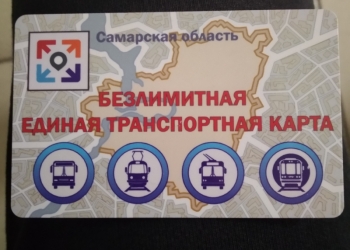 Самарская область
БЕЗЛИМИТНАЯ
ЕДИНАЯ ТРАНСПОРТНАЯ КАРТА